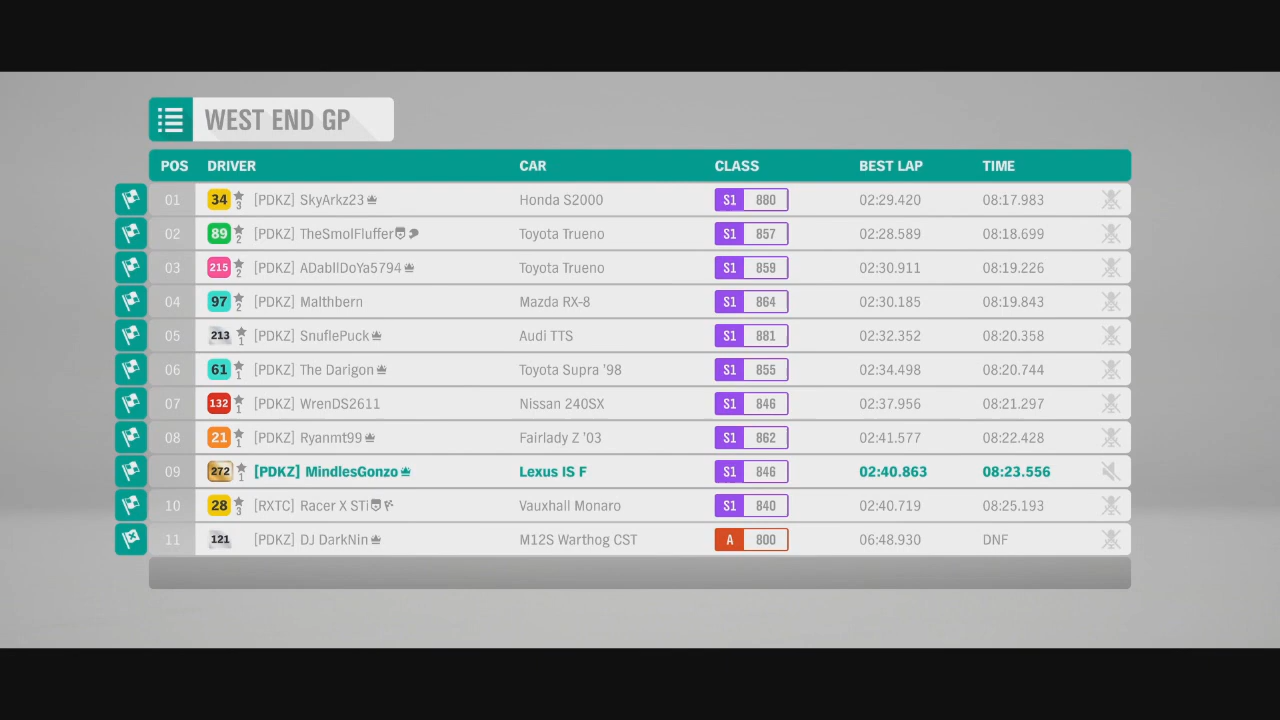 WEST END GP
POS DRIVER CAR CLASS BEST LAP TIME
01 34 3 [PDKZ] SkyArkz23 Honda S2000 S1 880 02:29.420 08:17.983
02 89 2 [PDKZ] TheSmolFluffer Toyota Trueno S1 857 02:28.589 08:18.699
03 215 2 [PDKZ] ADabllDoYa5794 Toyota Trueno S1 859 02:30.911 08:19.226
04 97 2 [PDKZ] Malthbern Mazda RX-8 S1 864 02:30.185 08:19.843
05 213 1 [PDKZ] SnuflePuck Audi TTS S1 881 02:32.352 08:20.358
06 61 1 [PDKZ] The Darigon Toyota Supra '98 S1 855 02:34.498 08:20.744
07 132 1 [PDKZ] WrenDS2611 Nissan 240SX S1 846 02:37.956 08:21.297
08 21 1 [PDKZ] Ryanmt99 Fairlady Z '03 S1 862 02:41.577 08:22.428
09 272 1 [PDKZ] MindlesGonzo Lexus IS F S1 846 02:40.863 08:23.556
10 28 3 [RXTC] Racer X STi Vauxhall Monaro S1 840 02:40.719 08:25.193
11 121 [PDKZ] DJ DarkNin M12S Warthog CST A 800 06:48.930 DNF